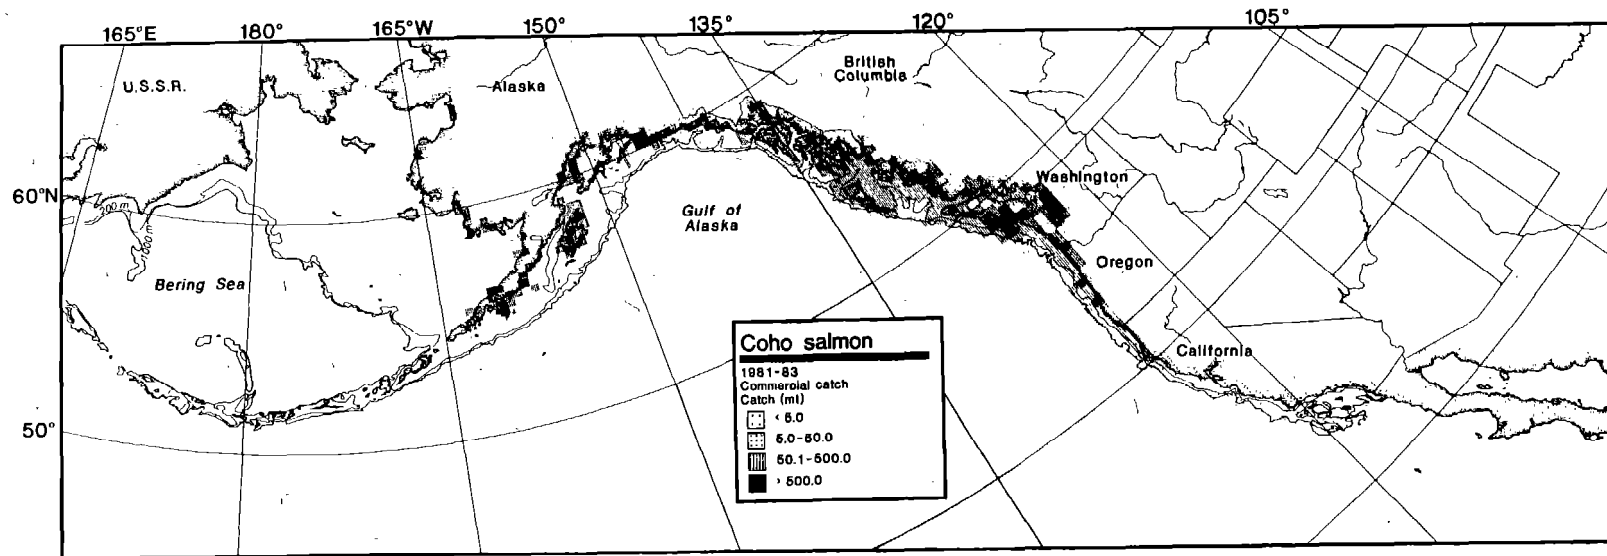 165°E 180° 165°W 150° 135° 120° 105°
U.S.S.R.
Alaska
British
Columbia
60°N
200 m
1000 m
Washington
Gulf of
Alaska
Oregon
Bering Sea
Coho salmon
1981-83
Commercial catch
Catch (mt)
‹ 5.0
5.0-50.0
50.1-500.0
› 500.0
California
50°